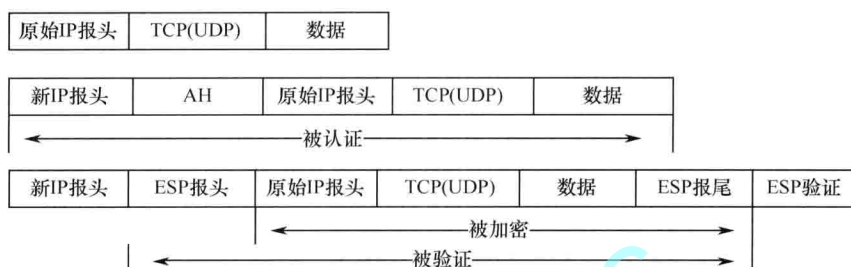 原始IP报头 TCP(UDP) 数据
新IP报头 AH 原始IP报头 TCP(UDP) 数据
被认证
新IP报头 ESP报头 原始IP报头 TCP(UDP) 数据 ESP报尾 ESP验证
被加密
被验证